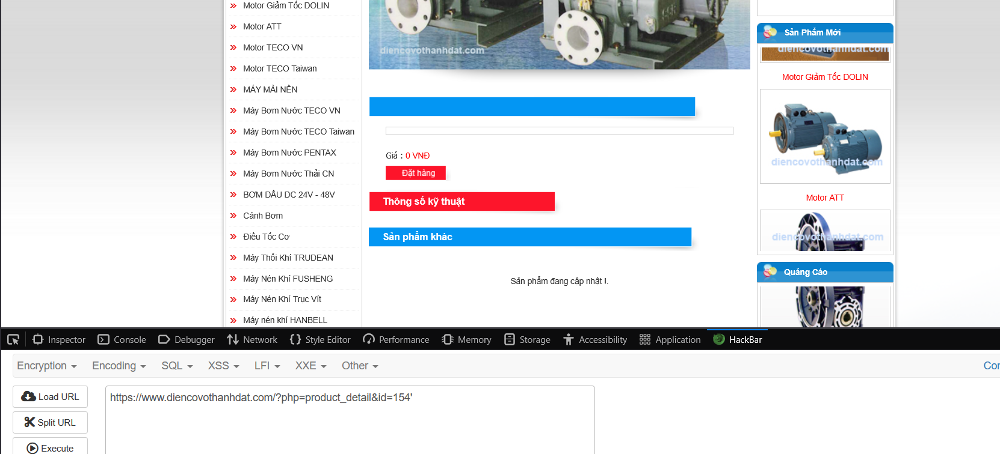 Motor Giảm Tốc DOLIN
Motor ATT
Motor TECO VN
Motor TECO Taiwan
MÁY MÀI NỀN
Máy Bơm Nước TECO VN
Máy Bơm Nước TECO Taiwan
Máy Bơm Nước PENTAX
Máy Bơm Nước Thải CN
BƠM DẦU DC 24V - 48V
Cánh Bơm
Điều Tốc Cơ
Máy Thổi Khí TRUDEAN
Máy Nén Khí FUSHENG
Máy Nén Khí Trục Vít
Máy nén khí HANBELL
diencovothanhdat.com
Giá : 0 VNĐ
Đặt hàng
Thông số kỹ thuật
Sản phẩm khác
Sản phẩm đang cập nhật !.
Sản Phẩm Mới
diencovothanhdat.com
Motor Giảm Tốc DOLIN
diencovothanhdat.com
Motor ATT
diencovothanhdat.com
Quảng Cáo
Inspector Console Debugger Network Style Editor Performance Memory Storage Accessibility Application HackBar
Encryption Encoding SQL XSS LFI XXE Other Cor
Load URL
https://www.diencovothanhdat.com/?php=product_detail&id=154'
Split URL
Execute